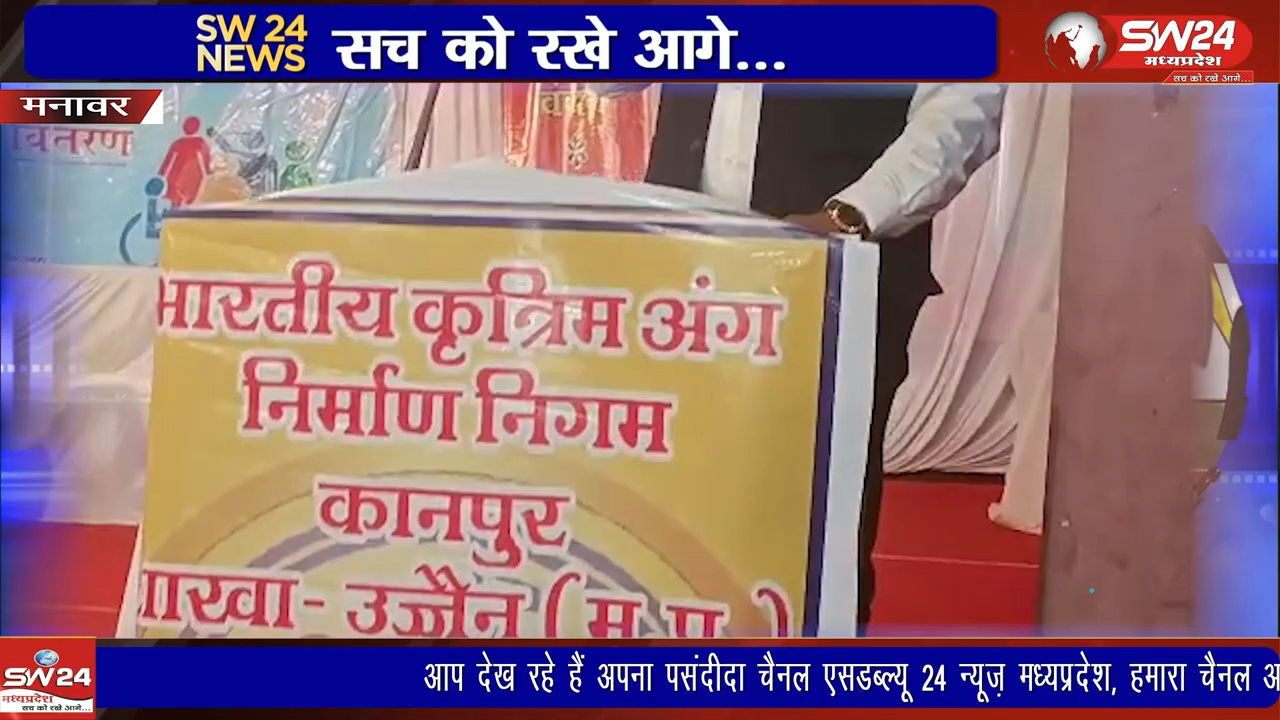 SW 24 NEWS
सच को रखे आगे...
SW24
मध्यप्रदेश
सच को रखे आगे...
मनावर
वितरण
भारतीय कृत्रिम अंग
निर्माण निगम
कानपुर
शाखा- उज्जैन ( म.प्र.)
SW24
मध्यप्रदेश
सच को रखे आगे...
आप देख रहे हैं अपना पसंदीदा चैनल एसडब्ल्यू 24 न्यूज़ मध्यप्रदेश, हमारा चैनल अ